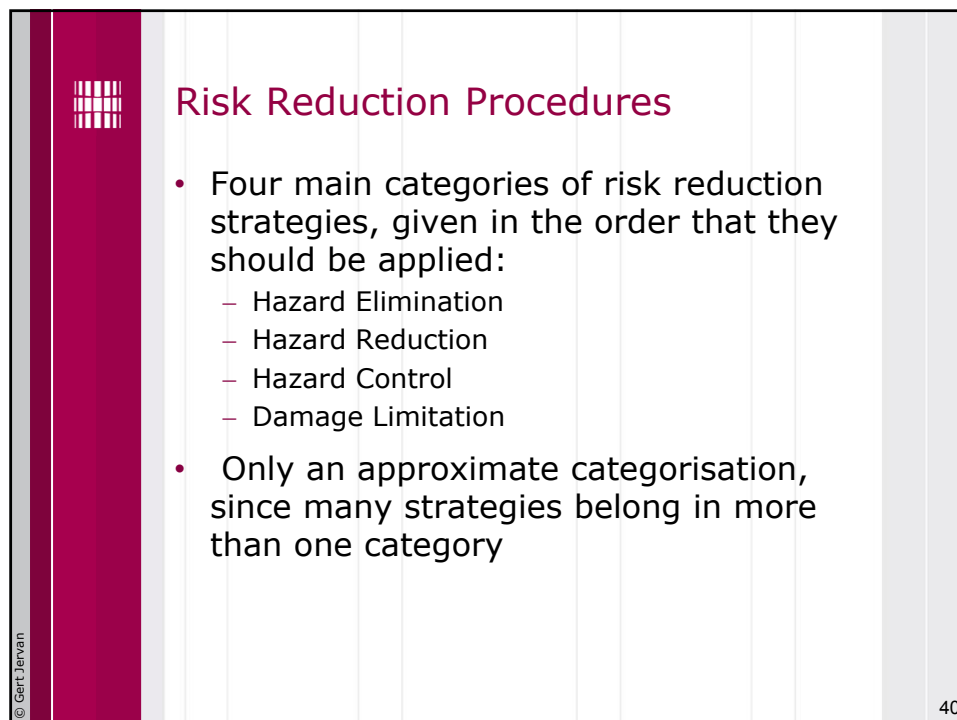 Risk Reduction Procedures
• Four main categories of risk reduction
strategies, given in the order that they
should be applied:
– Hazard Elimination
– Hazard Reduction
– Hazard Control
– Damage Limitation
• Only an approximate categorisation,
since many strategies belong in more
than one category
© Gert Jervan
40